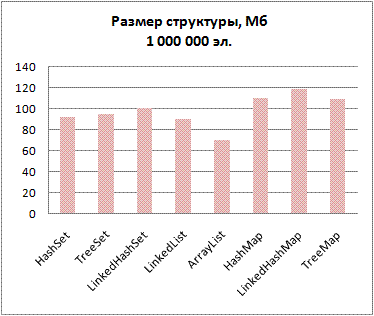 Размер структуры, Мб
1 000 000 эл.
140
120
100
80
60
40
20
0
HashSet
TreeSet
LinkedHashSet
LinkedList
ArrayList
HashMap
LinkedHashMap
TreeMap